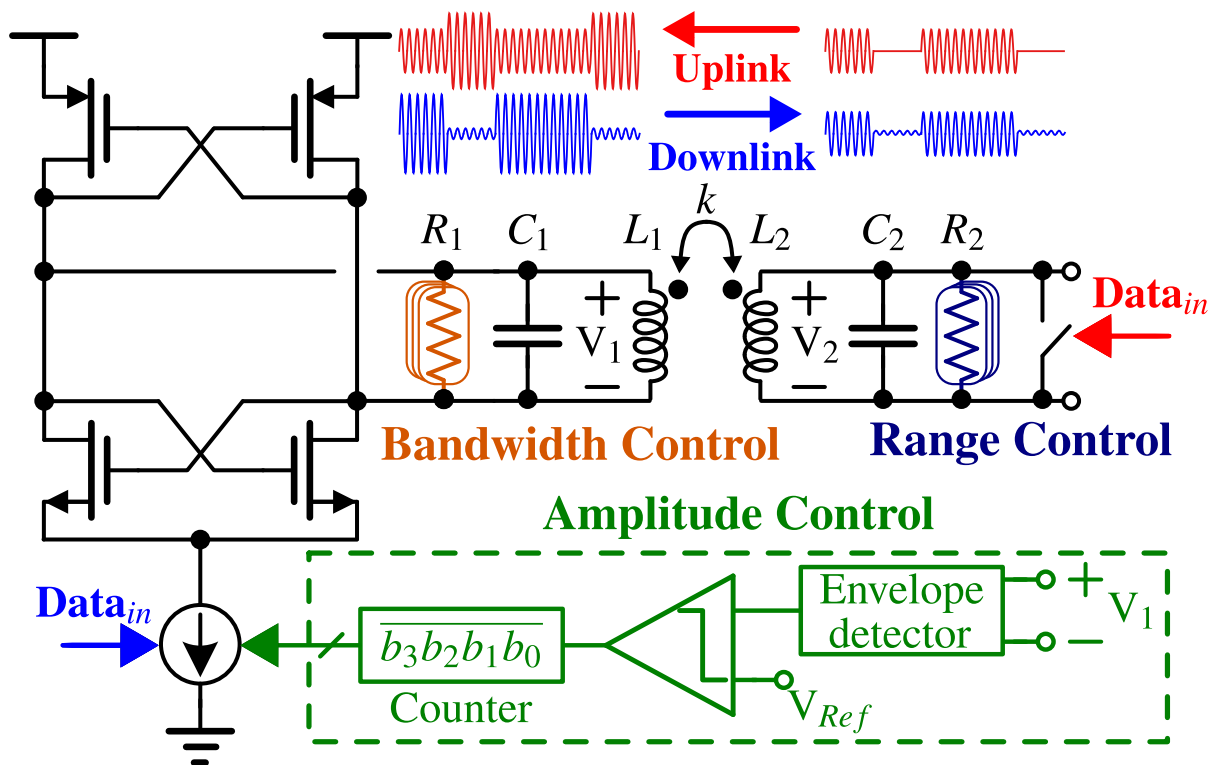 Uplink
Downlink
k
R1 C1 L1 L2 C2 R2
+ V1 −
+ V2 −
Datain
Bandwidth Control
Range Control
Amplitude Control
Datain
b3b2b1b0
Counter
Envelope
detector
+ V1 −
VRef